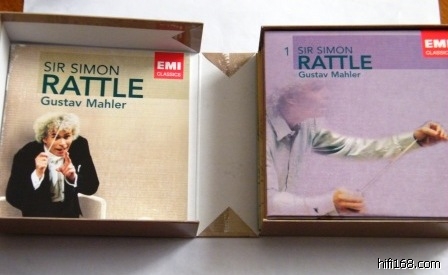 SIR SIMON
RATTLE
Gustav Mahler
EMI
CLASSICS
1 SIR SIMON
RATTLE
Gustav Mahler
EMI
CLASSICS
hifi168.com